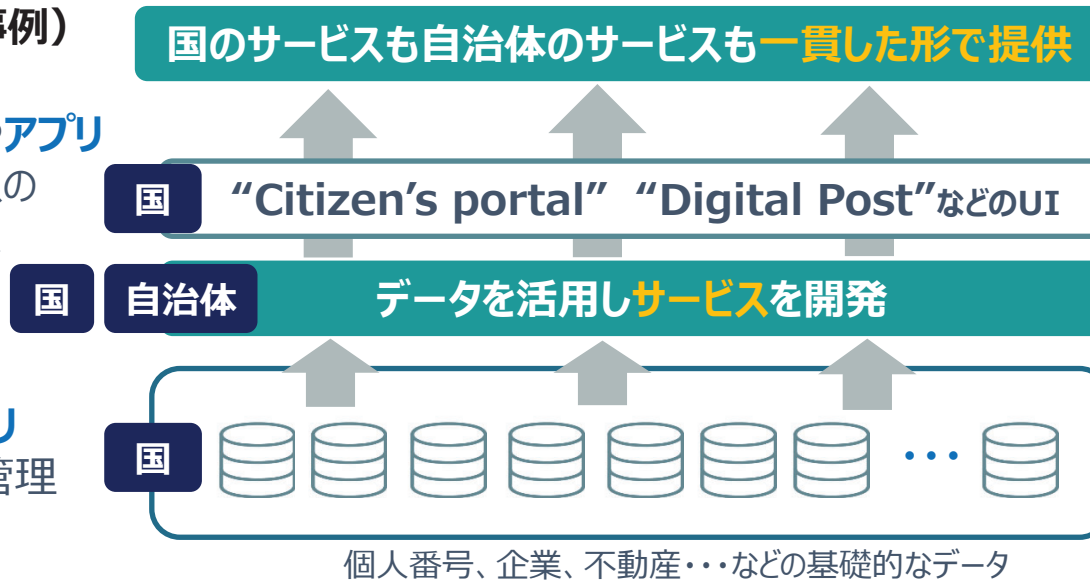 事例）
国のサービスも自治体のサービスも一貫した形で提供
アプリ
の
国
“Citizen’s portal” “Digital Post”などのUI
国 自治体
データを活用しサービスを開発
リ
管理
国
・・・
個人番号、企業、不動産・・・などの基礎的なデータ